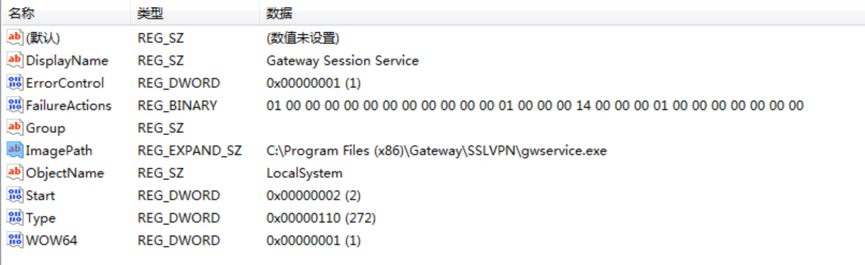 名称 类型 数据
(默认) REG_SZ (数值未设置)
DisplayName REG_SZ Gateway Session Service
ErrorControl REG_DWORD 0x00000001 (1)
FailureActions REG_BINARY 01 00 00 00 00 00 00 00 00 00 00 00 01 00 00 00 14 00 00 00 01 00 00 00 00 00 00 00
Group REG_SZ
ImagePath REG_EXPAND_SZ C:\Program Files (x86)\Gateway\SSLVPN\gwservice.exe
ObjectName REG_SZ LocalSystem
Start REG_DWORD 0x00000002 (2)
Type REG_DWORD 0x00000110 (272)
WOW64 REG_DWORD 0x00000001 (1)